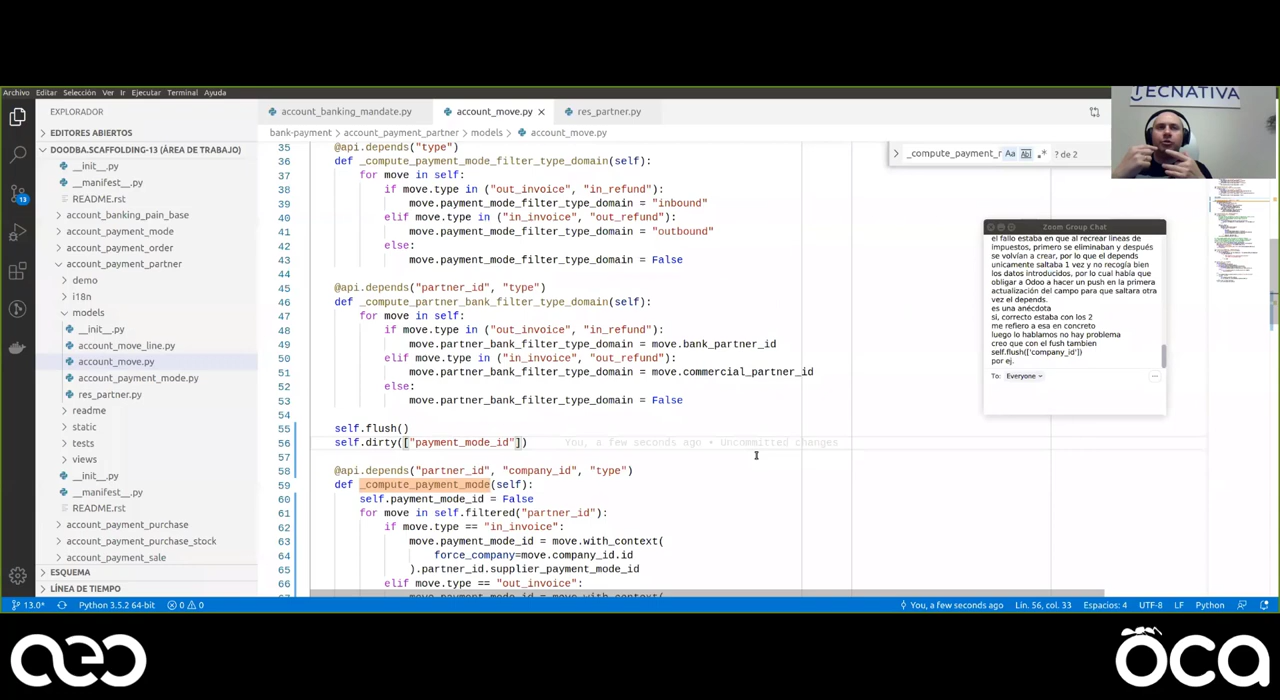 TECNATIVA
Archivo Editar Selección Ver Ir Ejecutar Terminal Ayuda
EXPLORADOR
EDITORES ABIERTOS
DOODBA.SCAFFOLDING-13 (ÁREA DE TRABAJO)
__init__.py
__manifest__.py
README.rst
account_banking_pain_base
account_payment_mode
account_payment_order
account_payment_partner
demo
i18n
models
__init__.py
account_move_line.py
account_move.py
account_payment_mode.py
res_partner.py
readme
static
tests
views
__init__.py
__manifest__.py
README.rst
account_payment_purchase
account_payment_purchase_stock
account_payment_sale
ESQUEMA
LÍNEA DE TIEMPO
13
account_banking_mandate.py account_move.py res_partner.py
bank-payment > account_payment_partner > models > account_move.py
_compute_payment_r Aa Abl .* ? de 2
35 @api.depends("type")
36 def _compute_payment_mode_filter_type_domain(self):
37 for move in self:
38 if move.type in ("out_invoice", "in_refund"):
39 move.payment_mode_filter_type_domain = "inbound"
40 elif move.type in ("in_invoice", "out_refund"):
41 move.payment_mode_filter_type_domain = "outbound"
42 else:
43 move.payment_mode_filter_type_domain = False
44
45 @api.depends("partner_id", "type")
46 def _compute_partner_bank_filter_type_domain(self):
47 for move in self:
48 if move.type in ("out_invoice", "in_refund"):
49 move.partner_bank_filter_type_domain = move.bank_partner_id
50 elif move.type in ("in_invoice", "out_refund"):
51 move.partner_bank_filter_type_domain = move.commercial_partner_id
52 else:
53 move.partner_bank_filter_type_domain = False
54
55 self.flush()
56 self.dirty(["payment_mode_id"]) You, a few seconds ago • Uncommitted changes
57
58 @api.depends("partner_id", "company_id", "type")
59 def _compute_payment_mode(self):
60 self.payment_mode_id = False
61 for move in self.filtered("partner_id"):
62 if move.type == "in_invoice":
63 move.payment_mode_id = move.with_context(
64 force_company=move.company_id.id
65 ).partner_id.supplier_payment_mode_id
66 elif move.type == "out_invoice":
67 move.payment_mode_id = move.with_context(
Zoom Group Chat
el fallo estaba en que al recrear lineas de
impuestos, primero se eliminaban y después
se volvían a crear, por lo que el depends
unicamente saltaba 1 vez y no recogía bien
los datos introducidos, por lo cual había que
obligar a Odoo a hacer un push en la primera
actualización del campo para que saltara otra
vez el depends.
es una anécdota
si, correcto estaba con los 2
me refiero a esa en concreto
luego lo hablamos no hay problema
creo que con el fush tambien
self.flush(['company_id'])
por ej.
To: Everyone
13.0* Python 3.5.2 64-bit 0 0 You, a few seconds ago Lín. 56, col. 33 Espacios: 4 UTF-8 LF Python
aeo
oca